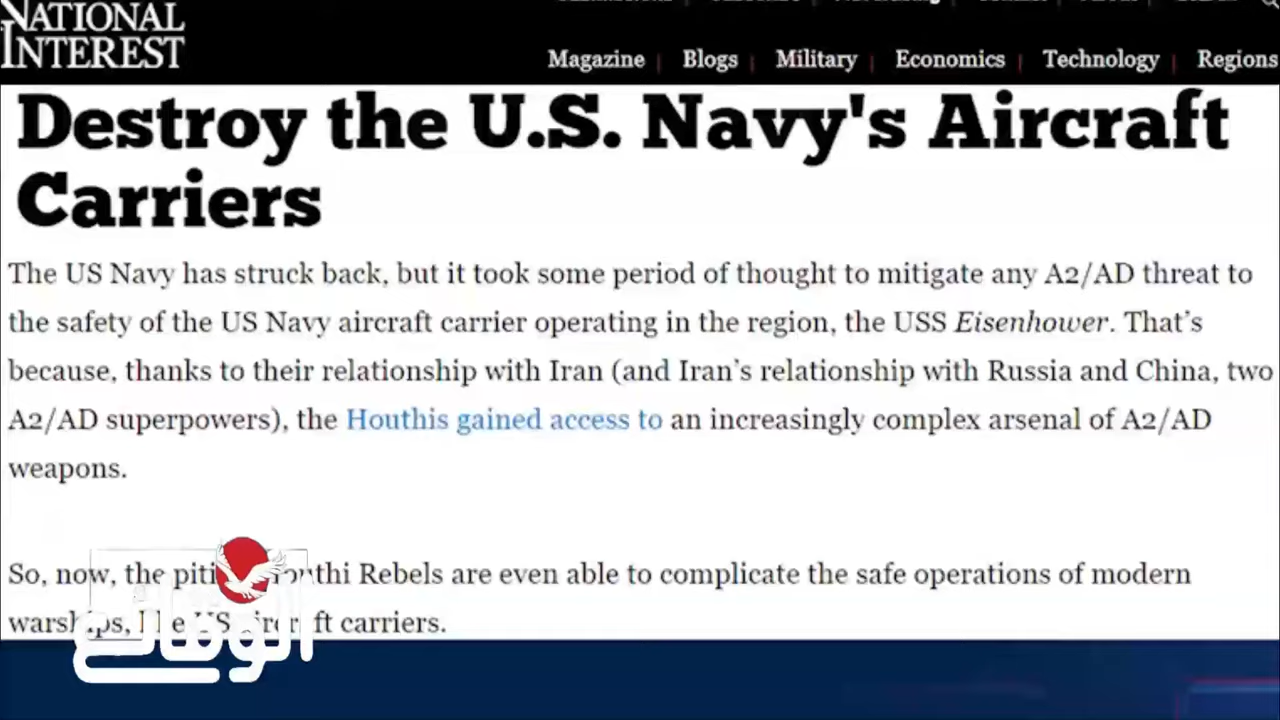 NATIONAL
INTEREST
Magazine | Blogs | Military | Economics | Technology | Regions
Destroy the U.S. Navy's Aircraft
Carriers
The US Navy has struck back, but it took some period of thought to mitigate any A2/AD threat to
the safety of the US Navy aircraft carrier operating in the region, the USS Eisenhower. That’s
because, thanks to their relationship with Iran (and Iran’s relationship with Russia and China, two
A2/AD superpowers), the Houthis gained access to an increasingly complex arsenal of A2/AD
weapons.
So, now, the Rebels are even able to complicate the safe operations of modern
warships, US aircraft carriers.
الوقائع